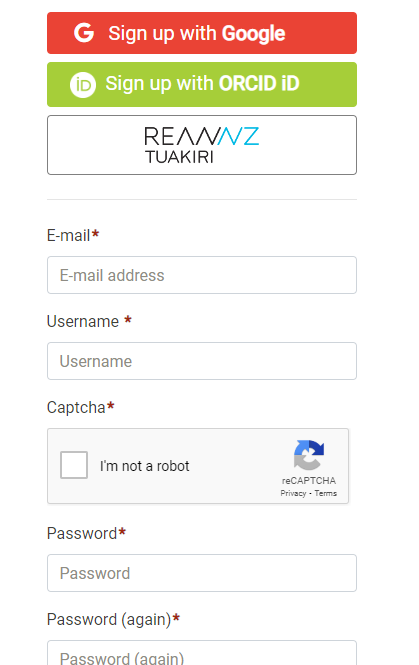 Sign up with Google
iD Sign up with ORCID iD
REANNZ
TUAKIRI
E-mail*
E-mail address
Username *
Username
Captcha*
I'm not a robot
reCAPTCHA
Privacy - Terms
Password*
Password
Password (again)*
Password (again)